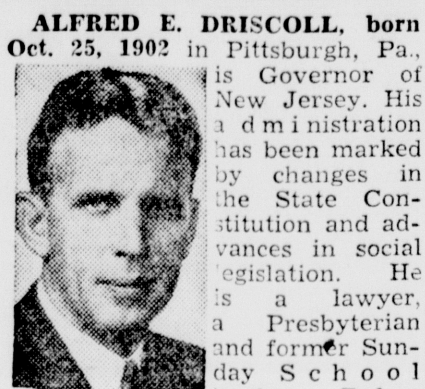 ALFRED E. DRISCOLL, born
Oct. 25, 1902 in Pittsburgh, Pa.,
is Governor of
New Jersey. His
administration
has been marked
by changes in
the State Con-
stitution and ad-
vances in social
legislation. He
is a lawyer,
a Presbyterian
and former Sun-
day School